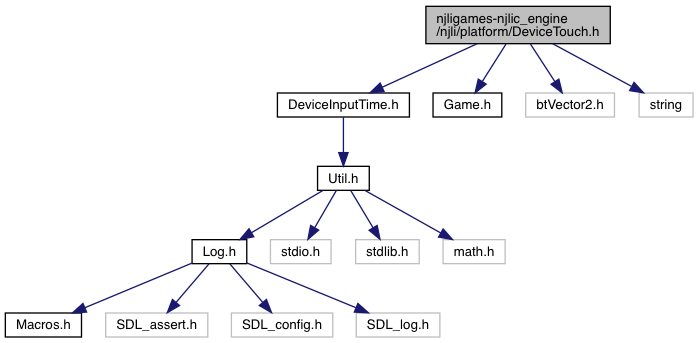 njligames-njlic_engine
/njli/platform/DeviceTouch.h
DeviceInputTime.h
Game.h
btVector2.h
string
Util.h
Log.h
stdio.h
stdlib.h
math.h
Macros.h
SDL_assert.h
SDL_config.h
SDL_log.h